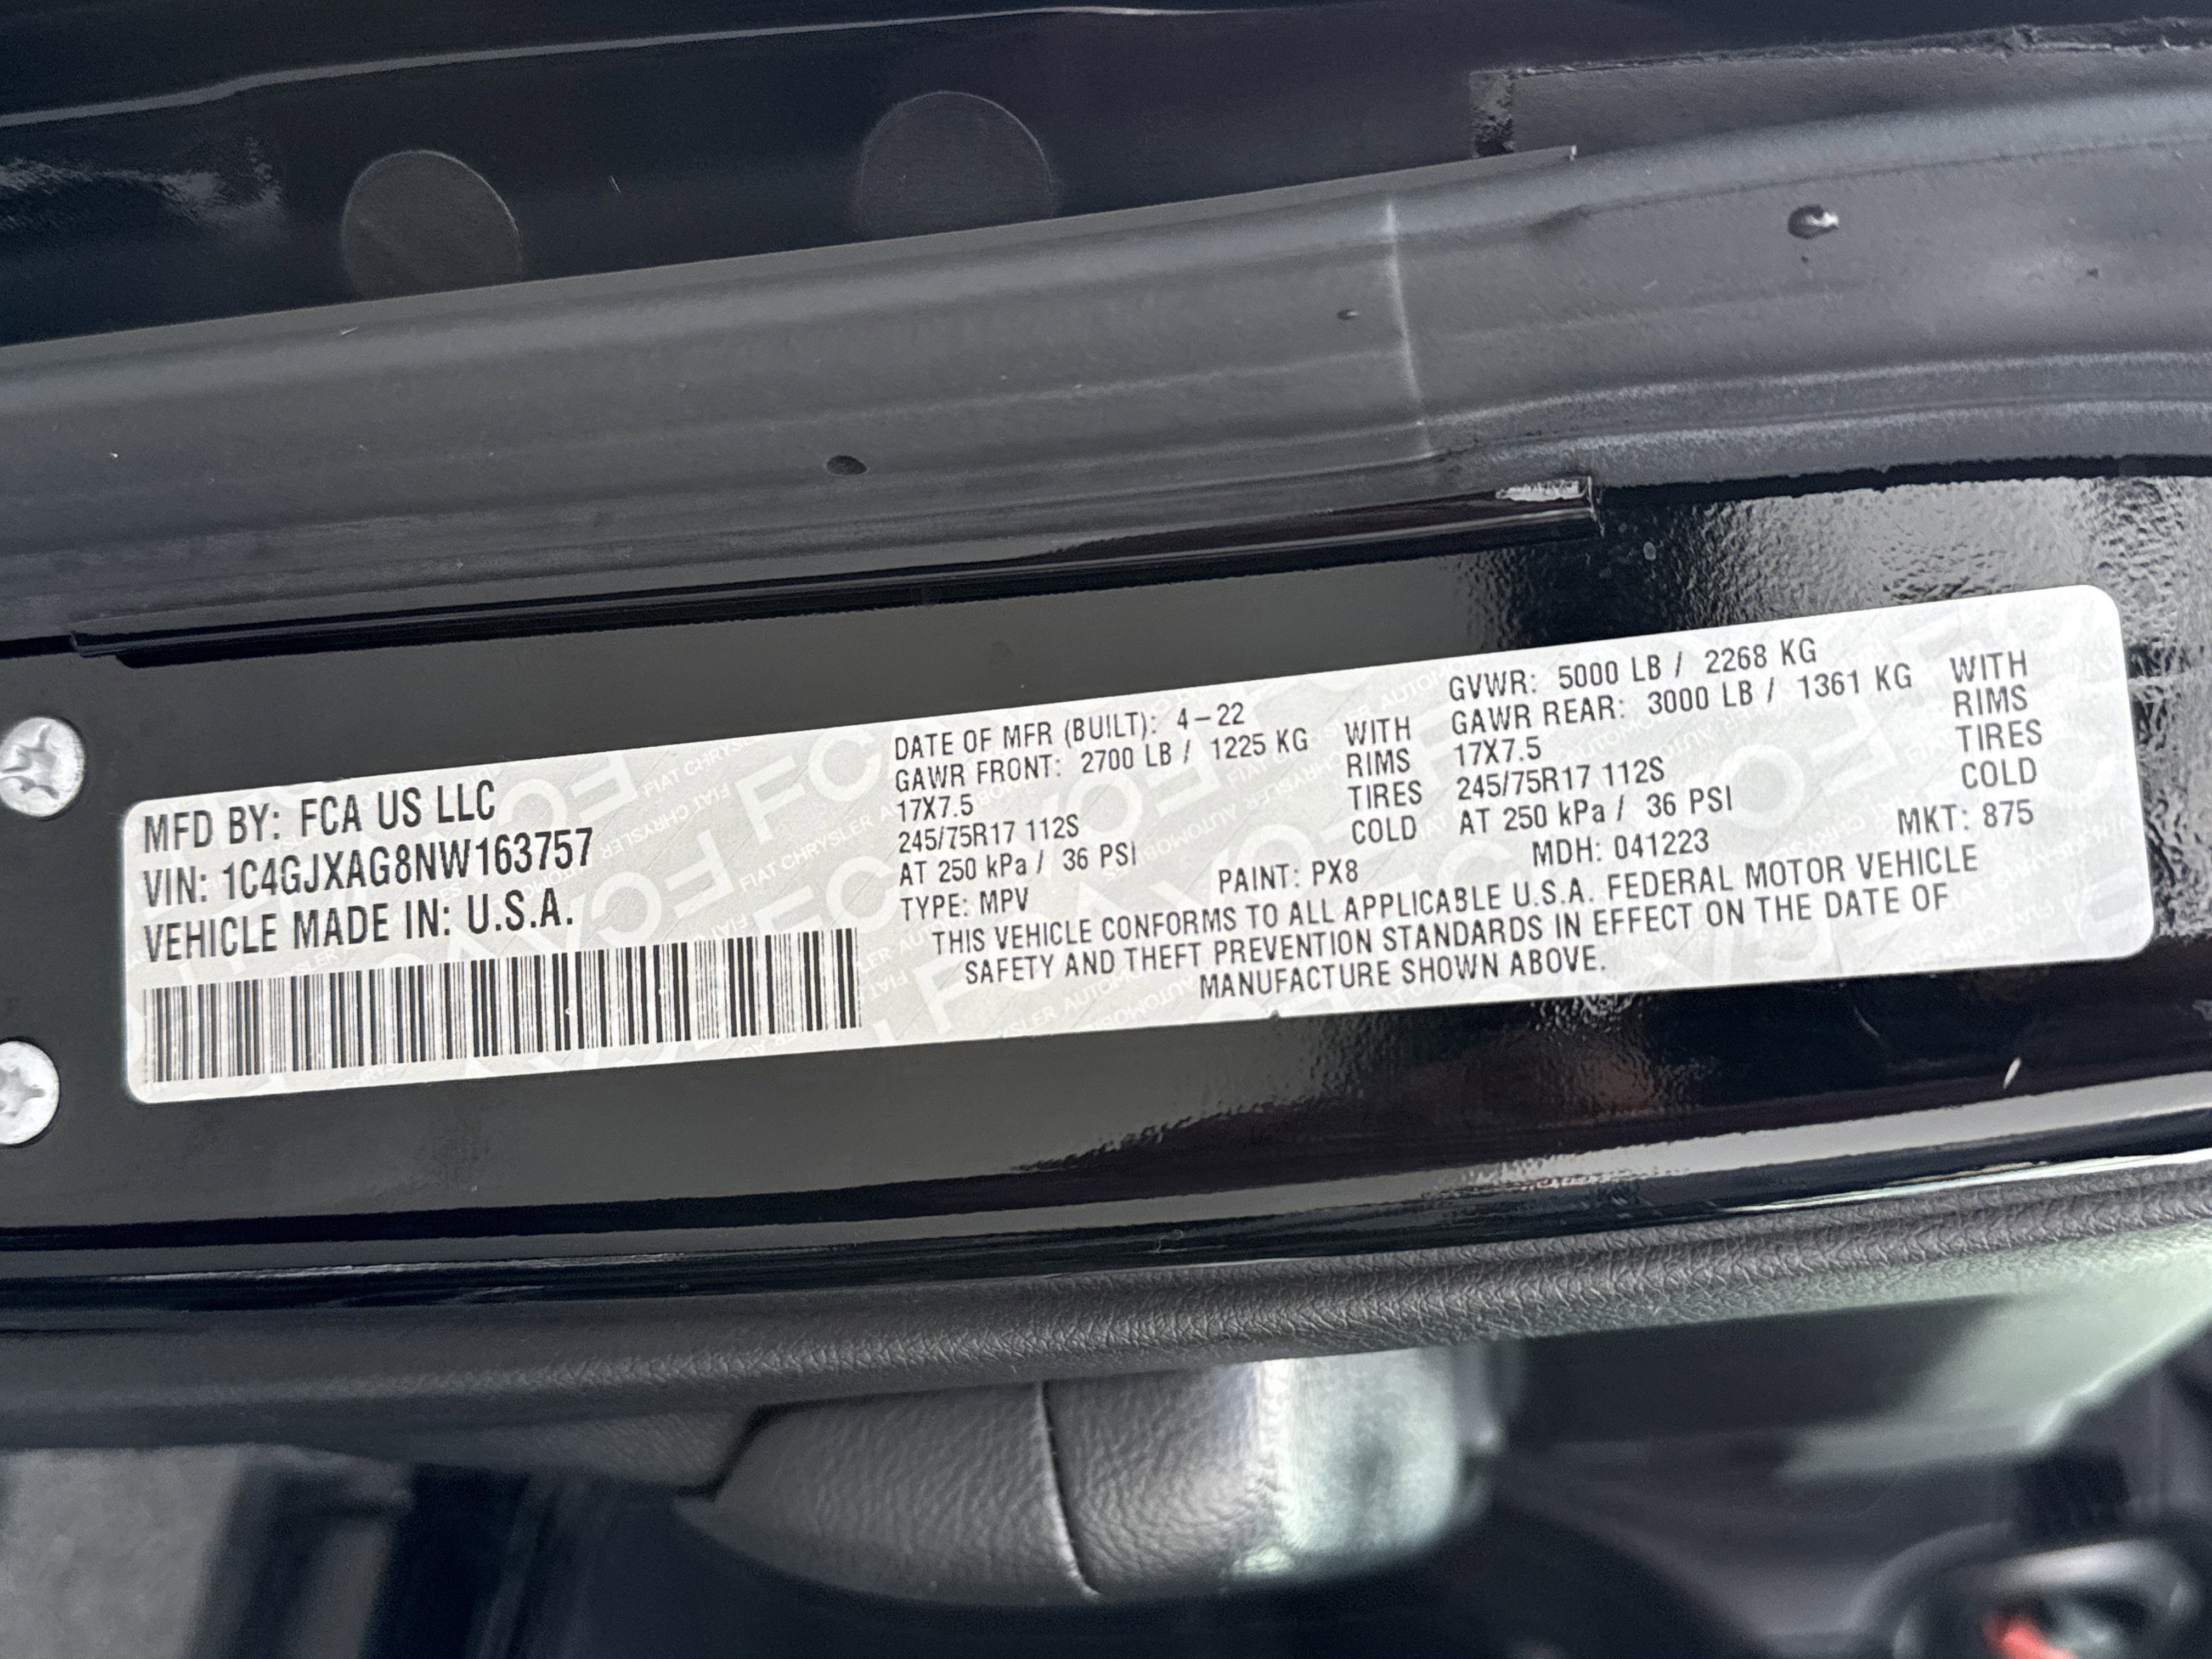 MFD BY: FCA US LLC
VIN: 1C4GJXAG8NW163757
VEHICLE MADE IN: U.S.A.
DATE OF MFR (BUILT): 4-22 GVWR: 5000 LB / 2268 KG
GAWR FRONT: 2700 LB / 1225 KG WITH GAWR REAR: 3000 LB / 1361 KG WITH
17X7.5 RIMS 17X7.5 RIMS
245/75R17 112S TIRES 245/75R17 112S TIRES
AT 250 kPa / 36 PSI COLD AT 250 kPa / 36 PSI COLD
TYPE: MPV PAINT: PX8 MDH: 041223 MKT: 875
THIS VEHICLE CONFORMS TO ALL APPLICABLE U.S.A. FEDERAL MOTOR VEHICLE
SAFETY AND THEFT PREVENTION STANDARDS IN EFFECT ON THE DATE OF
MANUFACTURE SHOWN ABOVE.